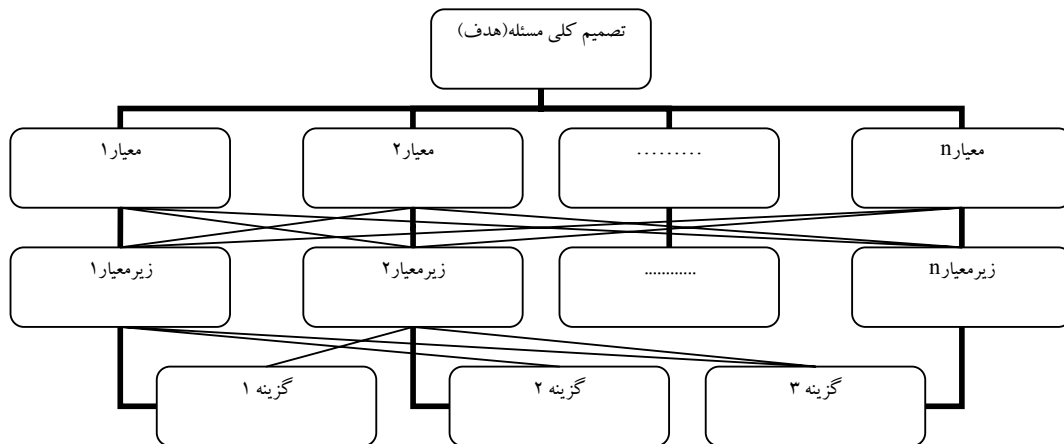 تصمیم کلی مسئله(هدف)
معیار۱
معیار۲
.........
معیارn
زیرمعیار۱
زیرمعیار۲
............
زیرمعیارn
گزینه ۱
گزینه ۲
گزینه ۳